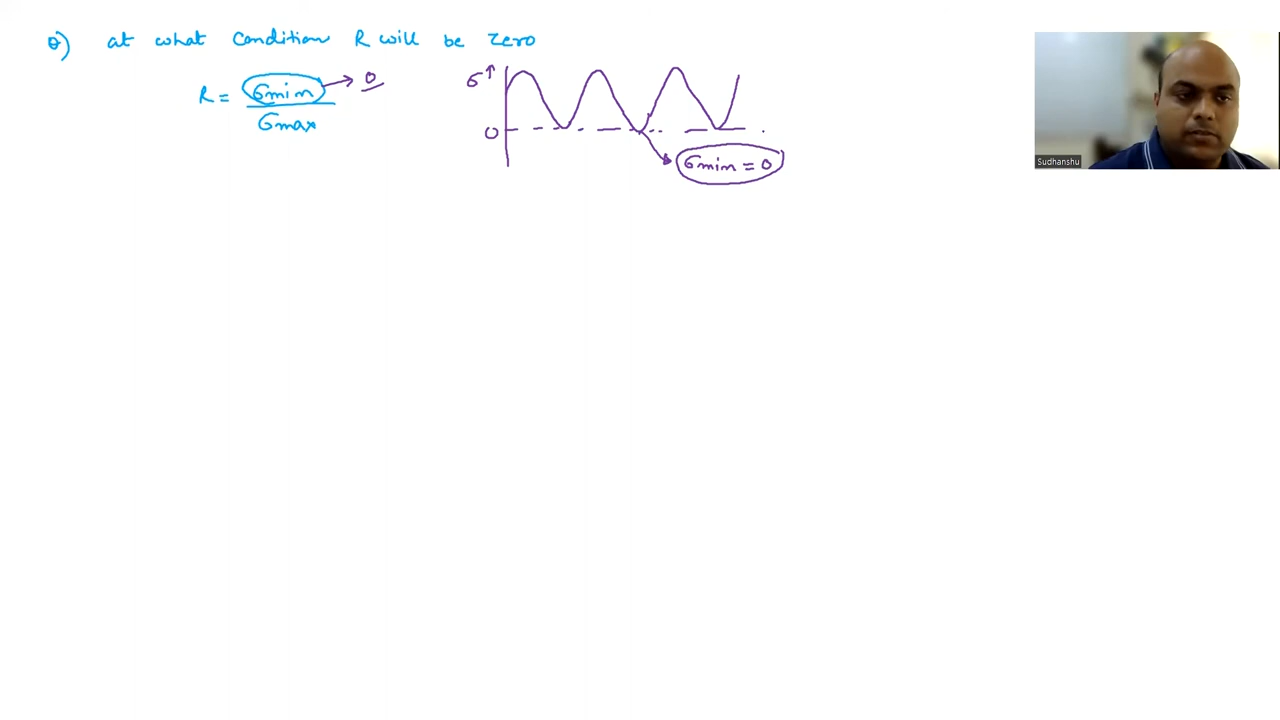 Q) at what condition R will be zero
R = σmin / σmax → 0
σ↑
0
σmin = 0
Sudhanshu